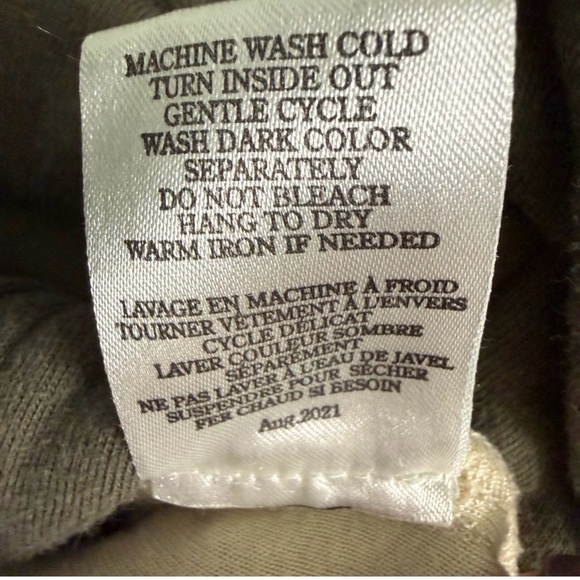 MACHINE WASH COLD
TURN INSIDE OUT
GENTLE CYCLE
WASH DARK COLOR
SEPARATELY
DO NOT BLEACH
HANG TO DRY
WARM IRON IF NEEDED
LAVAGE EN MACHINE À FROID
TOURNER VÊTEMENT À L'ENVERS
CYCLE DÉLICAT
LAVER COULEUR SOMBRE
SÉPARÉMENT
NE PAS LAVER À L'EAU DE JAVEL
SUSPENDRE POUR SÉCHER
FER CHAUD SI BESOIN
Aug.2021